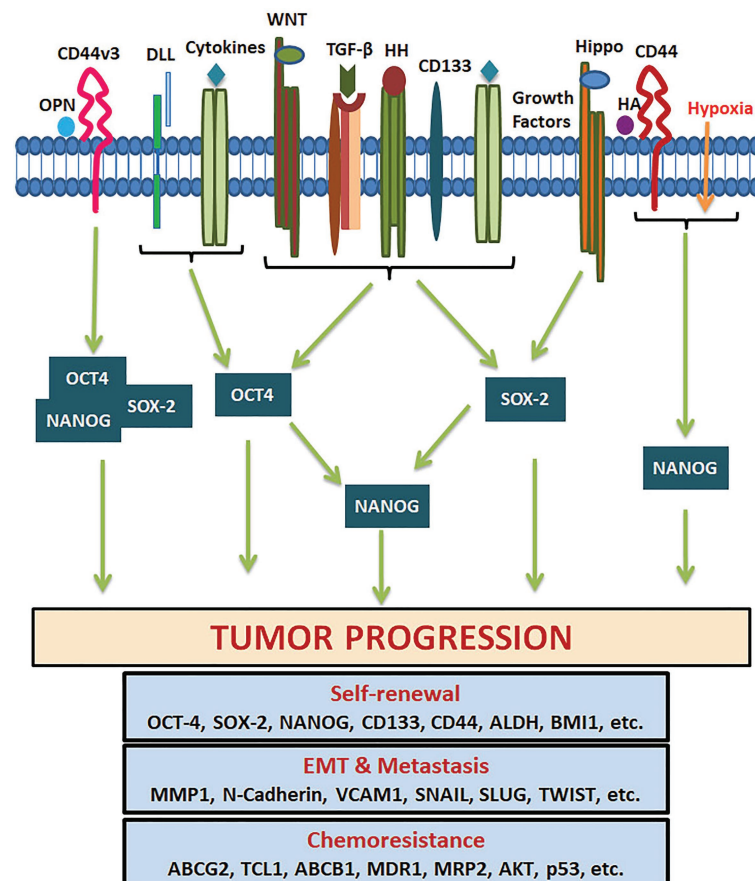 WNT
CD44v3
DLL
Cytokines
TGF-β
HH
CD133
Hippo
CD44
OPN
Growth
Factors
HA
Hypoxia
OCT4
SOX-2
NANOG
OCT4
SOX-2
NANOG
NANOG
TUMOR PROGRESSION
Self-renewal
OCT-4, SOX-2, NANOG, CD133, CD44, ALDH, BMI1, etc.
EMT & Metastasis
MMP1, N-Cadherin, VCAM1, SNAIL, SLUG, TWIST, etc.
Chemoresistance
ABCG2, TCL1, ABCB1, MDR1, MRP2, AKT, p53, etc.